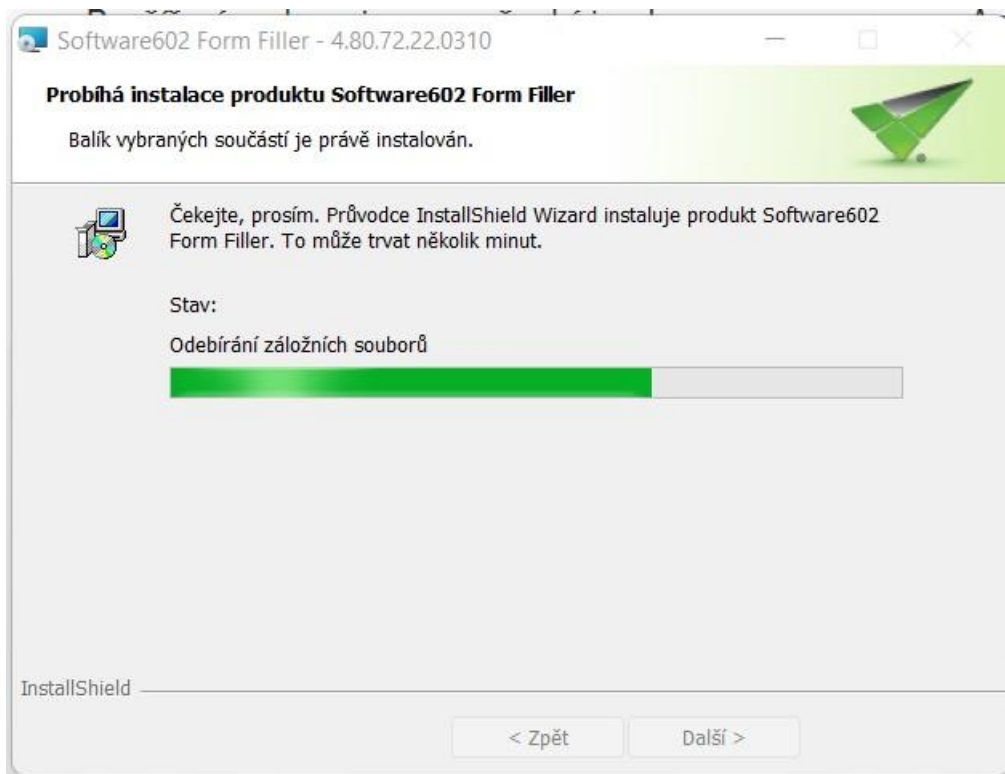 Software602 Form Filler - 4.80.72.22.0310
Probíhá instalace produktu Software602 Form Filler
Balík vybraných součástí je právě instalován.
Čekejte, prosím. Průvodce InstallShield Wizard instaluje produkt Software602
Form Filler. To může trvat několik minut.
Stav:
Odebírání záložních souborů
InstallShield
< Zpět
Další >